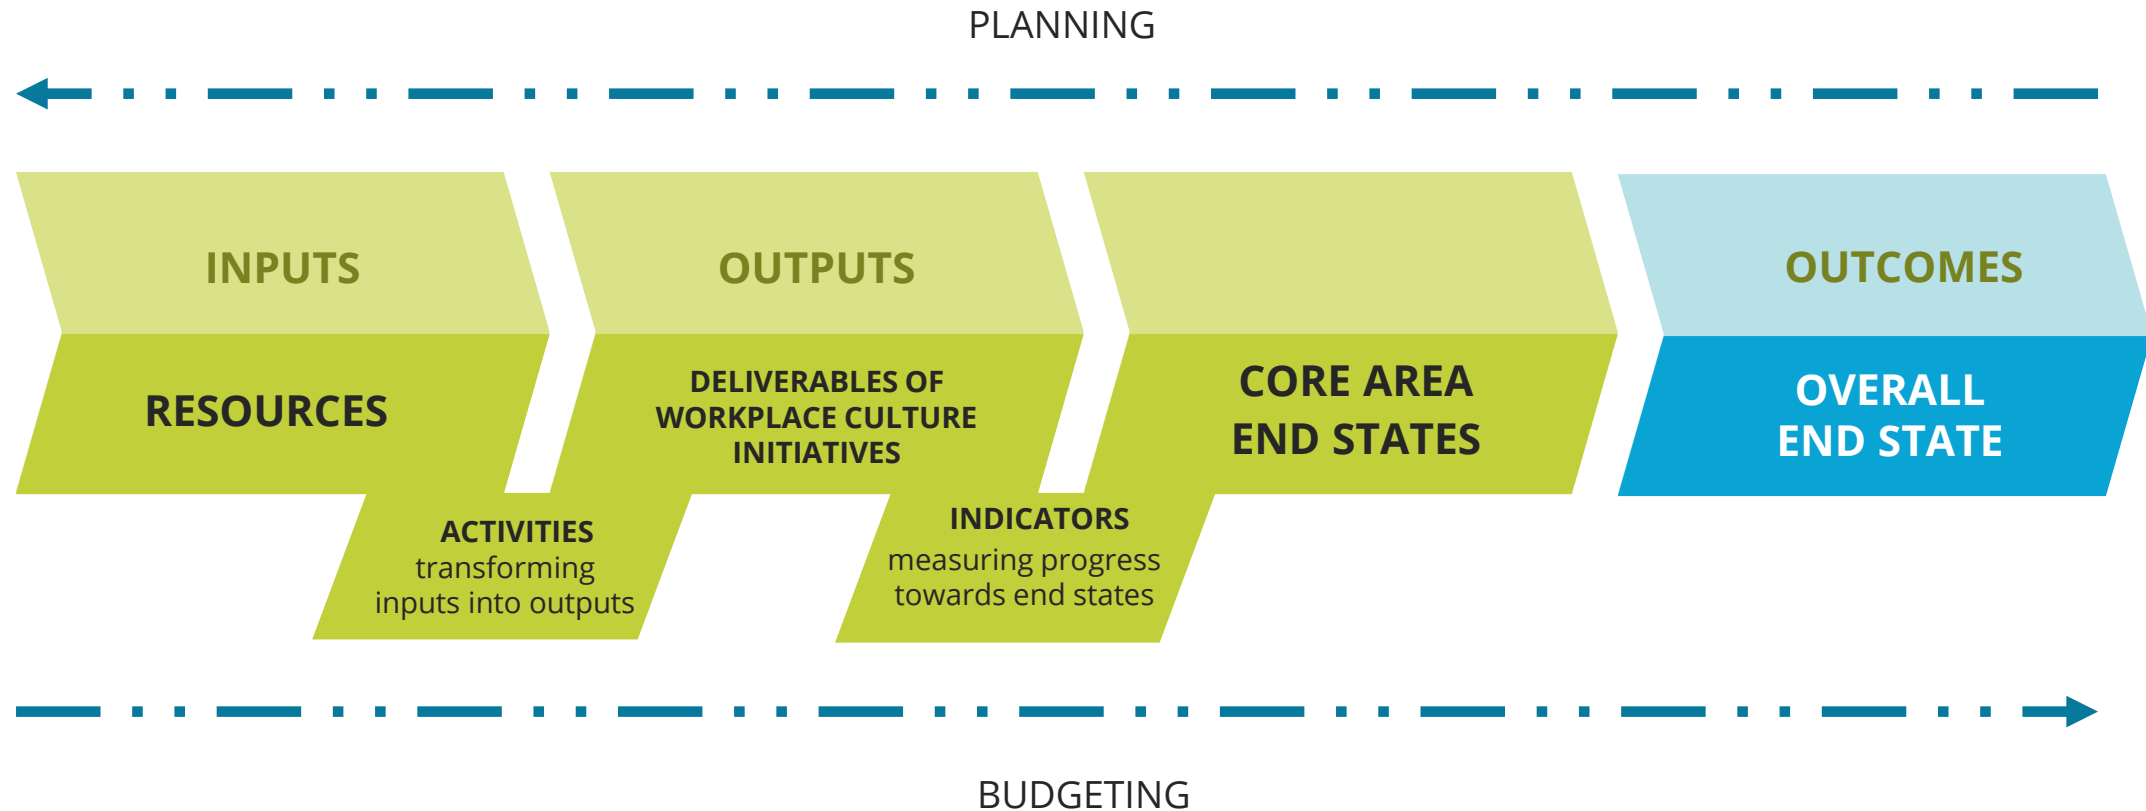 PLANNING
INPUTS
OUTPUTS
OUTCOMES
RESOURCES
DELIVERABLES OF
WORKPLACE CULTURE
INITIATIVES
CORE AREA
END STATES
OVERALL
END STATE
ACTIVITIES
transforming
inputs into outputs
INDICATORS
measuring progress
towards end states
BUDGETING